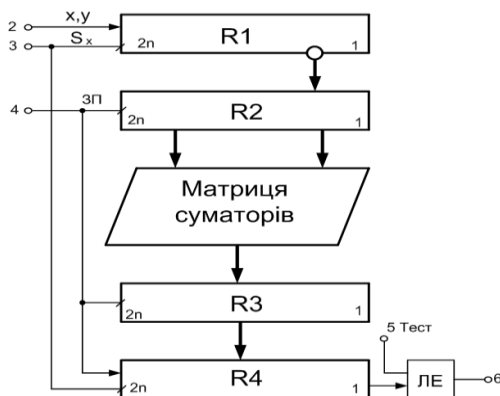 2
x,y
R1
3
Sx
2n
1
4
ЗП
R2
2n
1
Матриця
суматорів
R3
2n
1
5 Тест
R4
2n
1
ЛЕ
6